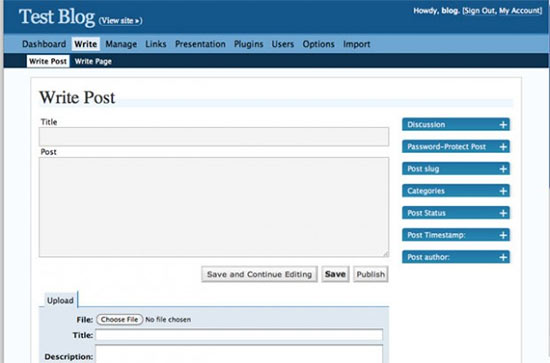 Test Blog (View site »)
Howdy, blog. [Sign Out, My Account]
Dashboard Write Manage Links Presentation Plugins Users Options Import
Write Post Write Page
Write Post
Title
Post
Discussion +
Password-Protect Post +
Post slug +
Categories +
Post Status +
Post Timestamp: +
Post author: +
Save and Continue Editing Save Publish
Upload
File: Choose File No file chosen
Title:
Description: